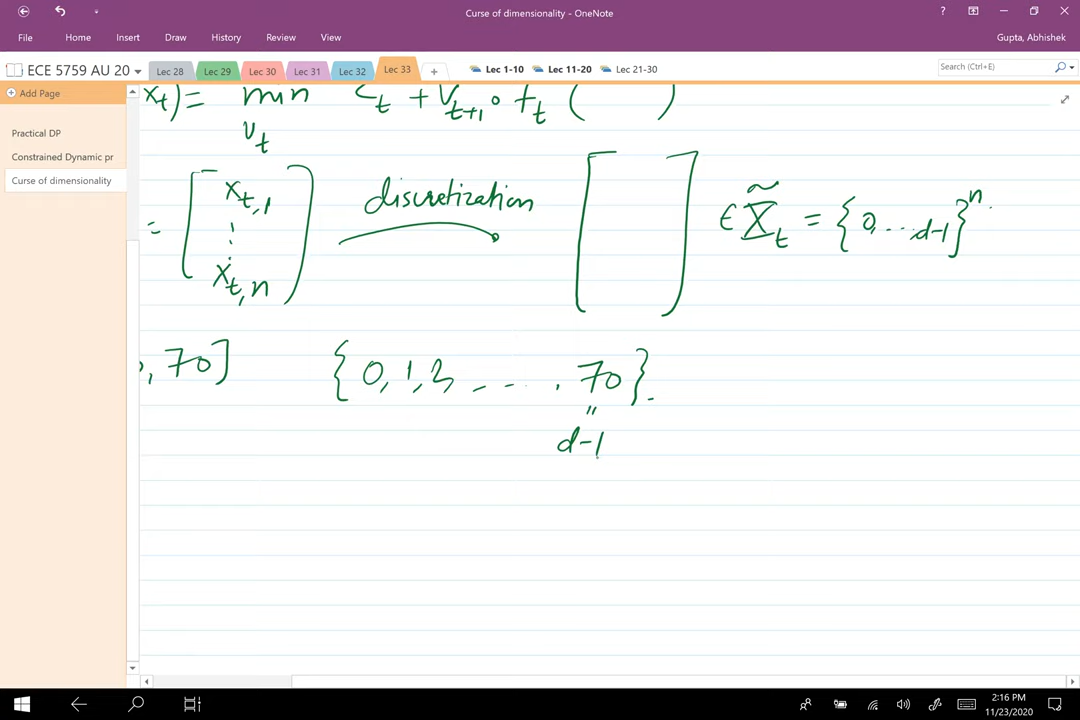 Curse of dimensionality - OneNote
? Gupta, Abhishek
File Home Insert Draw History Review View
ECE 5759 AU 20 Lec 28 Lec 29 Lec 30 Lec 31 Lec 32 Lec 33 + Lec 1-10 Lec 11-20 Lec 21-30 Search (Ctrl+E)
Add Page
Practical DP
Constrained Dynamic pr
Curse of dimensionality
x_t) = min C_t + V_{t+1} ∘ f_t ( )
v_t
= [ x_{t,1} ⋮ x_{t,n} ] discretization [ ] ∈ X̃_t = {0, ... d-1}^n.
, 70] {0, 1, 2, - - . . . 70}.
"
d-1
2:16 PM
11/23/2020